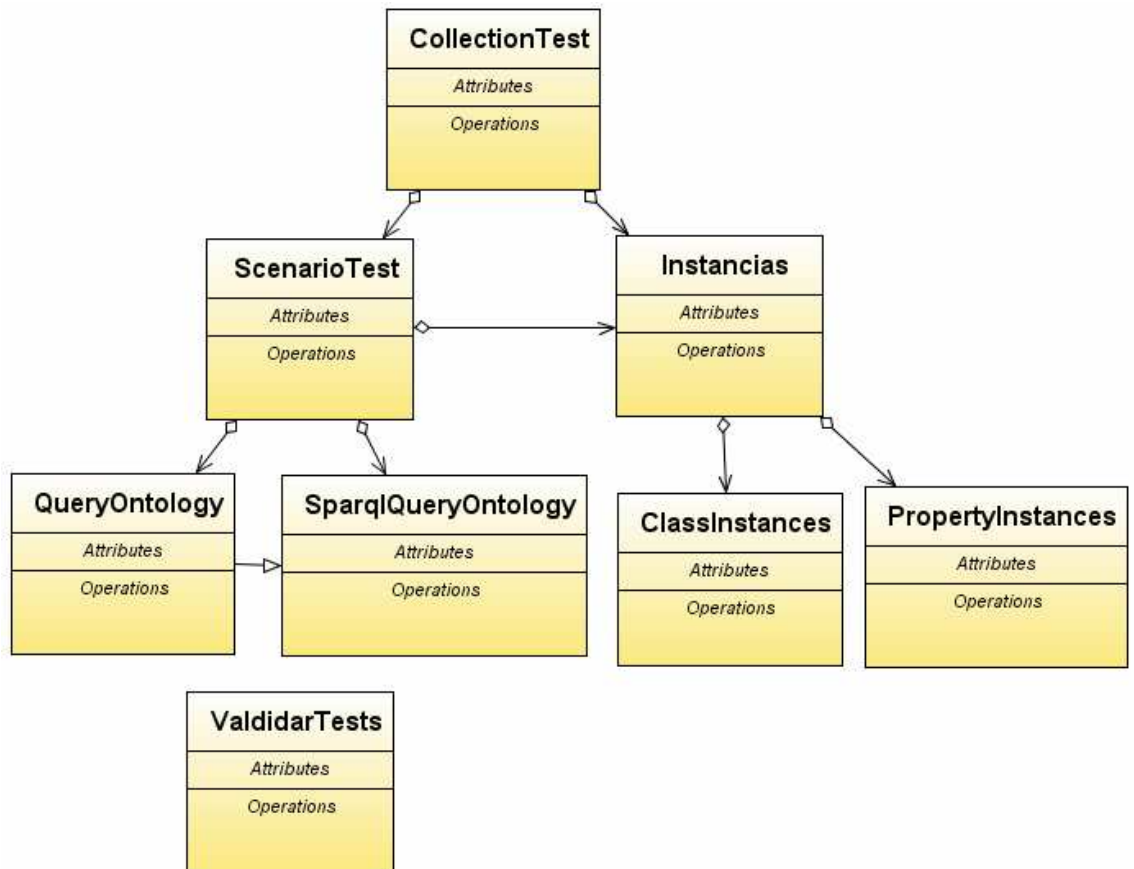 CollectionTest
Attributes
Operations
ScenarioTest
Attributes
Operations
Instancias
Attributes
Operations
QueryOntology
Attributes
Operations
SparqlQueryOntology
Attributes
Operations
ClassInstances
Attributes
Operations
PropertyInstances
Attributes
Operations
ValdidarTests
Attributes
Operations